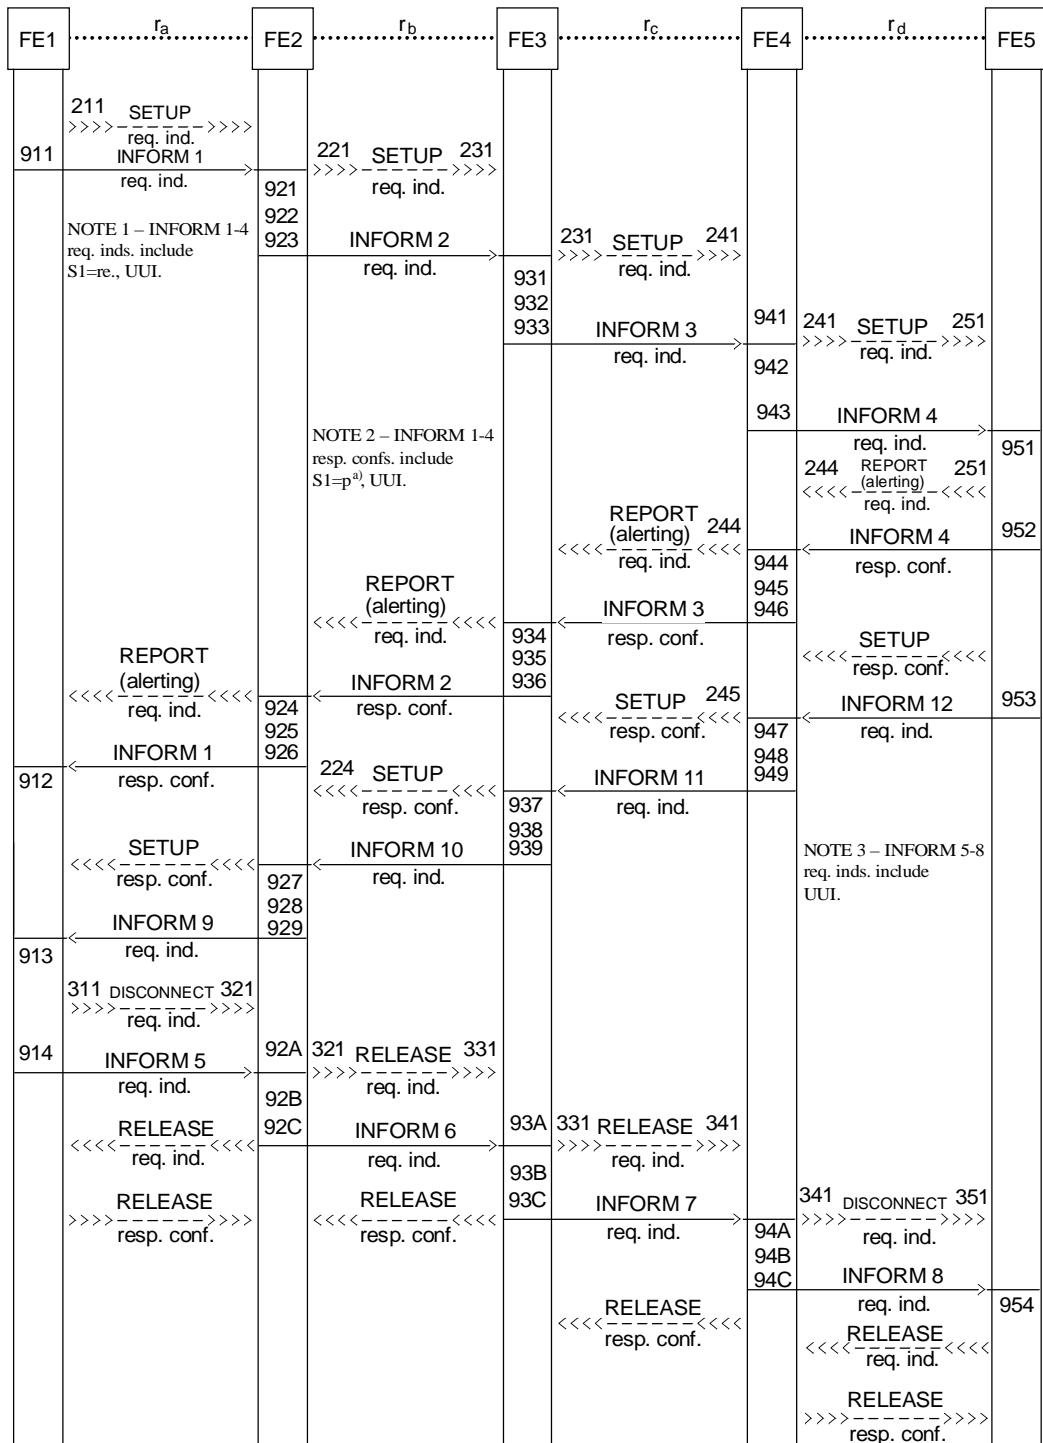 FE1 ra FE2 rb FE3 rc FE4 rd FE5
211 SETUP
req. ind.
911 INFORM 1 221 SETUP 231
req. ind. req. ind.
921
922
NOTE 1 – INFORM 1-4
req. inds. include
S1=re., UUI.
923 INFORM 2 231 SETUP 241
req. ind. req. ind.
931
932
933 INFORM 3 941 241 SETUP 251
req. ind. req. ind.
942
943 INFORM 4
req. ind. 951
NOTE 2 – INFORM 1-4
resp. confs. include
S1=p a), UUI.
244 REPORT 251
(alerting)
req. ind.
REPORT 244 INFORM 4 952
(alerting)
req. ind. 944 resp. conf.
945
REPORT INFORM 3 946
(alerting)
req. ind. 934 resp. conf.
SETUP
resp. conf.
935
REPORT INFORM 2 936
(alerting)
req. ind. 924 resp. conf.
SETUP 245 INFORM 12 953
resp. conf. 947 req. ind.
925
INFORM 1 926
912 resp. conf.
948
224 SETUP INFORM 11 949
resp. conf. 937 req. ind.
938
SETUP INFORM 10 939
resp. conf. 927 req. ind.
NOTE 3 – INFORM 5-8
req. inds. include
UUI.
928
INFORM 9 929
913 req. ind.
311 DISCONNECT 321
req. ind.
914 INFORM 5 92A 321 RELEASE 331
req. ind. req. ind.
92B
RELEASE 92C INFORM 6 93A 331 RELEASE 341
req. ind. req. ind. req. ind.
93B
RELEASE RELEASE 93C INFORM 7 341 DISCONNECT 351
resp. conf. resp. conf. req. ind. 94A req. ind.
94B
94C INFORM 8
req. ind. 954
RELEASE
resp. conf.
RELEASE
req. ind.
RELEASE
resp. conf.